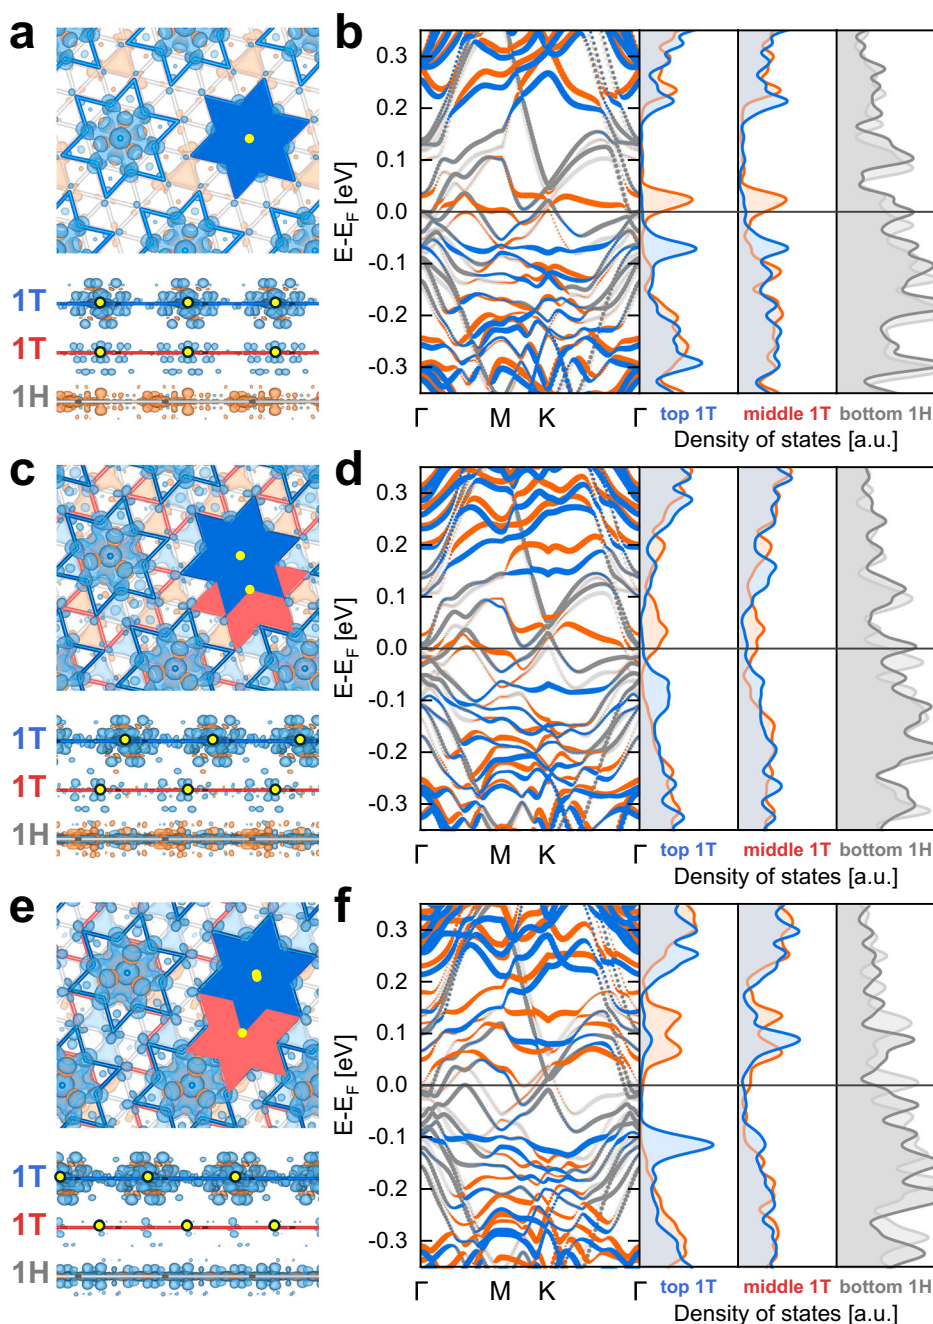 a
1T
1T
1H
b
E-E_F [eV]
0.3
0.2
0.1
0.0
-0.1
-0.2
-0.3
Γ M K Γ
top 1T middle 1T bottom 1H
Density of states [a.u.]
c
1T
1T
1H
d
E-E_F [eV]
0.3
0.2
0.1
0.0
-0.1
-0.2
-0.3
Γ M K Γ
top 1T middle 1T bottom 1H
Density of states [a.u.]
e
1T
1T
1H
f
E-E_F [eV]
0.3
0.2
0.1
0.0
-0.1
-0.2
-0.3
Γ M K Γ
top 1T middle 1T bottom 1H
Density of states [a.u.]